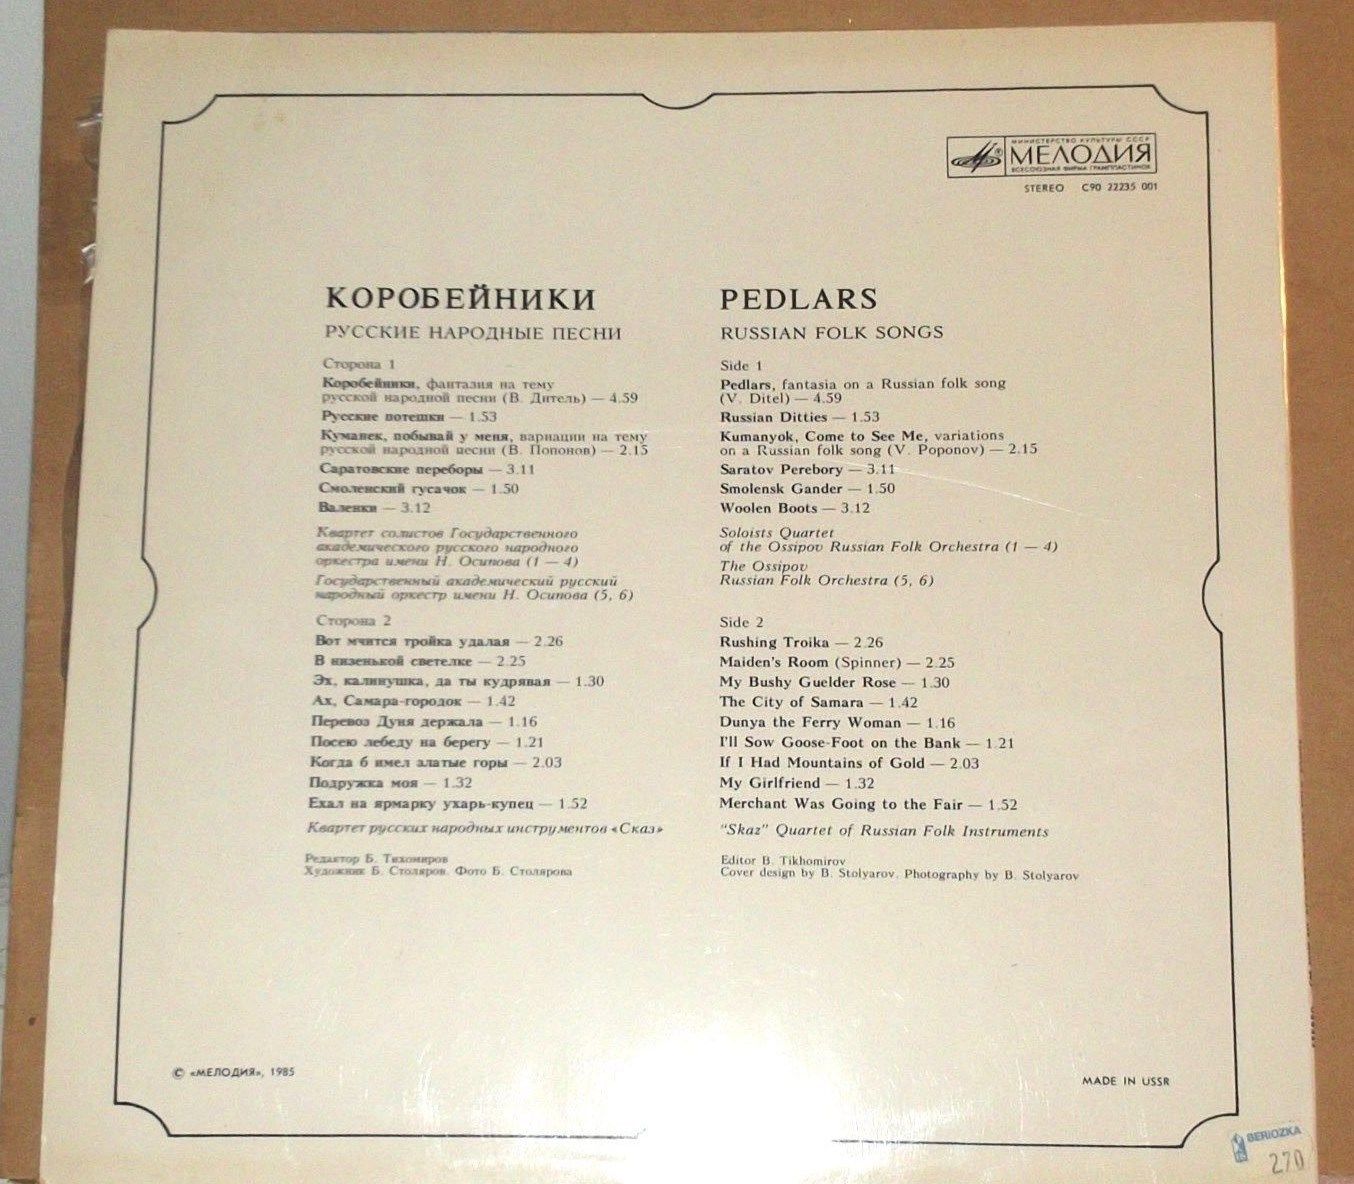 МИНИСТЕРСТВО КУЛЬТУРЫ СССР
МЕЛОДИЯ
ВСЕСОЮЗНАЯ ФИРМА ГРАМПЛАСТИНОК
STEREO C90 22235 001
КОРОБЕЙНИКИ
РУССКИЕ НАРОДНЫЕ ПЕСНИ
Сторона 1
Коробейники, фантазия на тему
русской народной песни (В. Дитель) — 4.59
Русские потешки — 1.53
Куманек, побывай у меня, вариации на тему
русской народной песни (В. Попонов) — 2.15
Саратовские переборы — 3.11
Смоленский гусачок — 1.50
Валенки — 3.12
Квартет солистов Государственного
академического русского народного
оркестра имени Н. Осипова (1 — 4)
Государственный академический русский
народный оркестр имени Н. Осипова (5, 6)
Сторона 2
Вот мчится тройка удалая — 2.26
В низенькой светелке — 2.25
Эх, калинушка, да ты кудрявая — 1.30
Ах, Самара-городок — 1.42
Перевоз Дуня держала — 1.16
Посею лебеду на берегу — 1.21
Когда б имел златые горы — 2.03
Подружка моя — 1.32
Ехал на ярмарку ухарь-купец — 1.52
Квартет русских народных инструментов «Сказ»
Редактор Б. Тихомиров
Художник Б. Столяров. Фото Б. Столярова
PEDLARS
RUSSIAN FOLK SONGS
Side 1
Pedlars, fantasia on a Russian folk song
(V. Ditel) — 4.59
Russian Ditties — 1.53
Kumanyok, Come to See Me, variations
on a Russian folk song (V. Poponov) — 2.15
Saratov Perebory — 3.11
Smolensk Gander — 1.50
Woolen Boots — 3.12
Soloists Quartet
of the Ossipov Russian Folk Orchestra (1 — 4)
The Ossipov
Russian Folk Orchestra (5, 6)
Side 2
Rushing Troika — 2.26
Maiden's Room (Spinner) — 2.25
My Bushy Guelder Rose — 1.30
The City of Samara — 1.42
Dunya the Ferry Woman — 1.16
I'll Sow Goose-Foot on the Bank — 1.21
If I Had Mountains of Gold — 2.03
My Girlfriend — 1.32
Merchant Was Going to the Fair — 1.52
"Skaz" Quartet of Russian Folk Instruments
Editor B. Tikhomirov
Cover design by B. Stolyarov. Photography by B. Stolyarov
© «МЕЛОДИЯ», 1985
MADE IN USSR
BERIOZKA
270